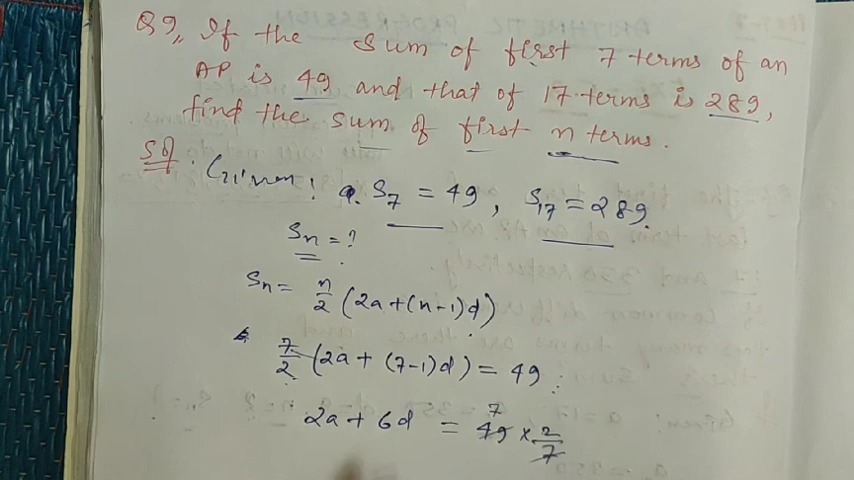 Q9,, If the sum of first 7 terms of an
AP is 49 and that of 17 terms is 289,
find the sum of first n terms.
Sol. Given: a. S₇ = 49, S₁₇ = 289.
Sₙ = ?
Sₙ = n/2 (2a + (n-1)d)
7/2 (2a + (7-1)d) = 49
2a + 6d = 49 × 2/7
7